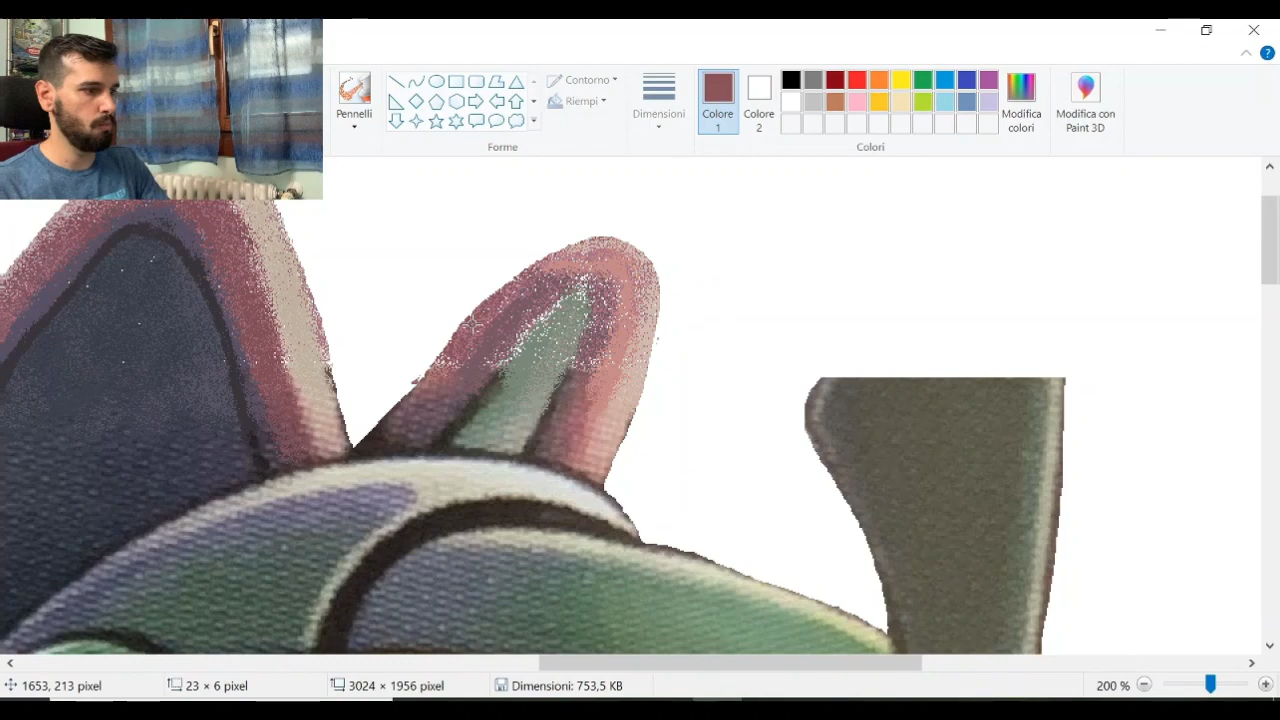 Pennelli
Contorno
Riempi
Forme
Dimensioni
Colore
1
Colore
2
Modifica
colori
Colori
Modifica con
Paint 3D
?
1653, 213 pixel
23 × 6 pixel
3024 × 1956 pixel
Dimensioni: 753,5 KB
200 %